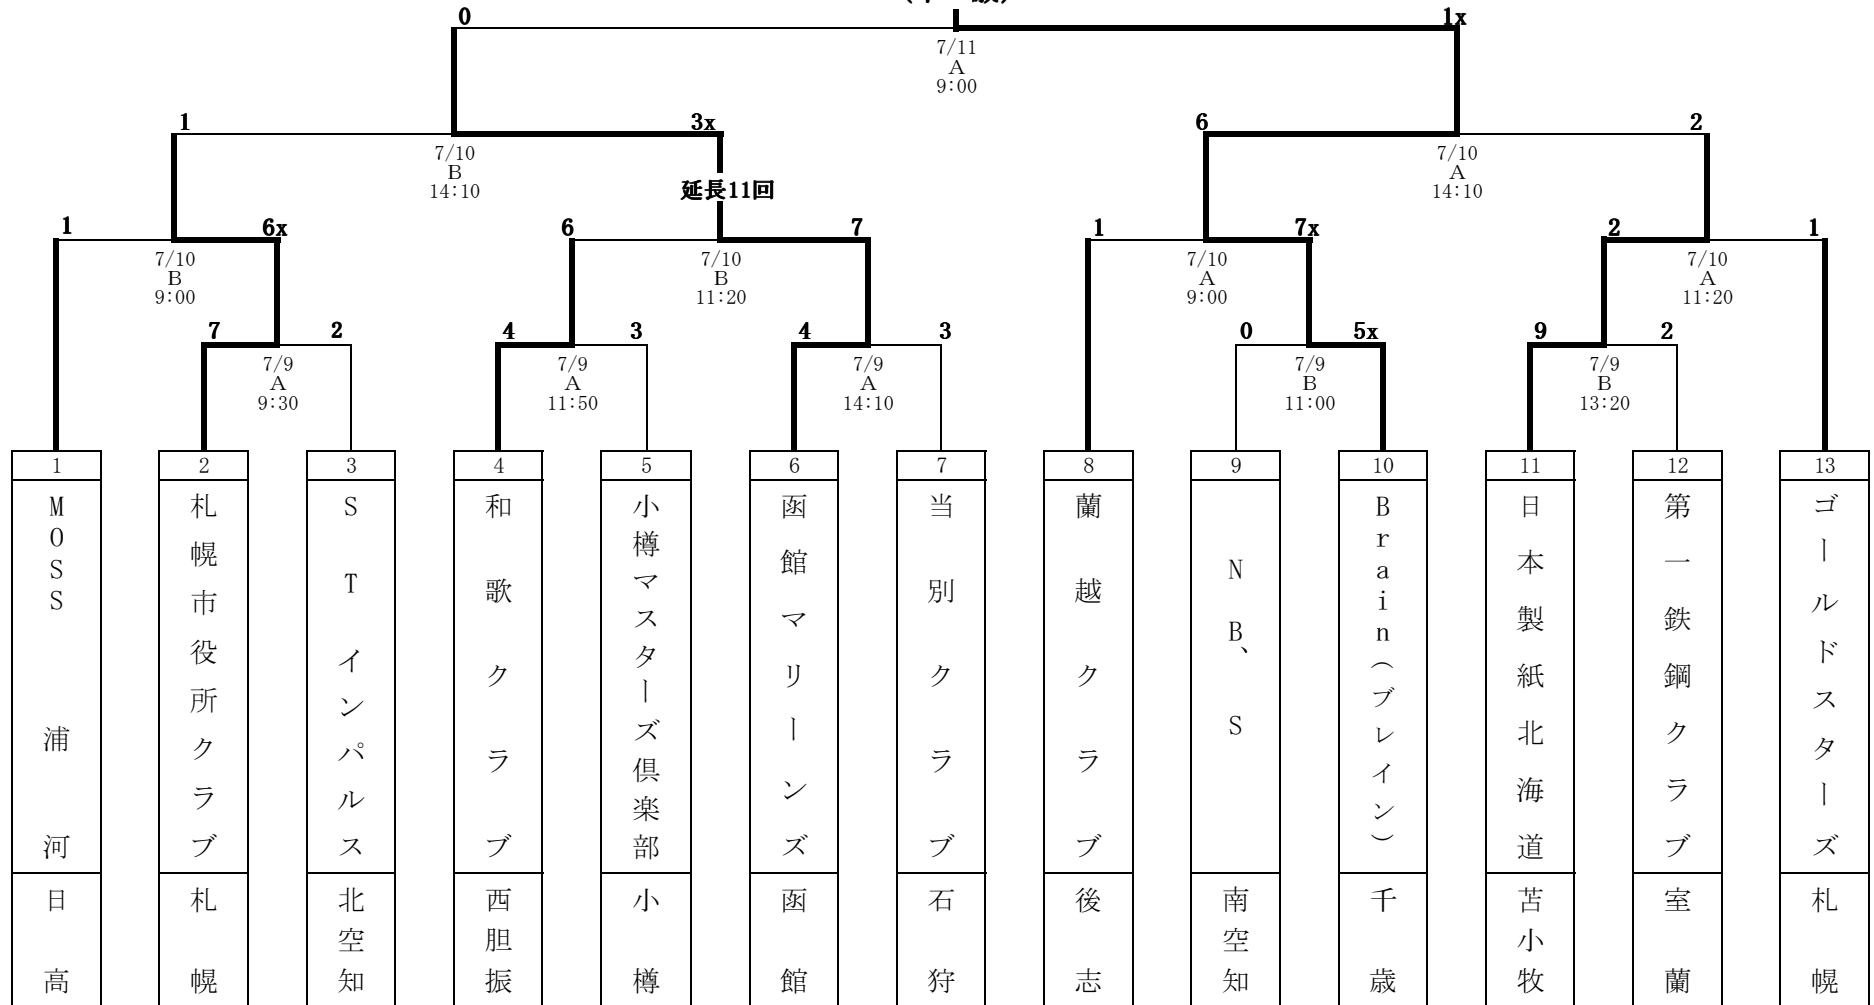 0 1x
7/11
A
9:00
1 3x 6 2
7/10 7/10
B A
14:10 14:10
延長11回
1 6x 6 7 1 7x 2 1
7/10 7/10 7/10 7/10
B B A A
9:00 11:20 9:00 11:20
7 2 4 3 4 3 0 5x 9 2
7/9 7/9 7/9 7/9 7/9
A A A B B
9:30 11:50 14:10 11:00 13:20
1 2 3 4 5 6 7 8 9 10 11 12 13
MOSS浦河
札幌市役所クラブ
STインパルス
和歌クラブ
小樽マスターズ倶楽部
函館マリーンズ
当別クラブ
蘭越クラブ
NB、S
Brain(ブレイン)
日本製紙北海道
第一鉄鋼クラブ
ゴールドスターズ
日高
札幌
北空知
西胆振
小樽
函館
石狩
後志
南空知
千歳
苫小牧
室蘭
札幌